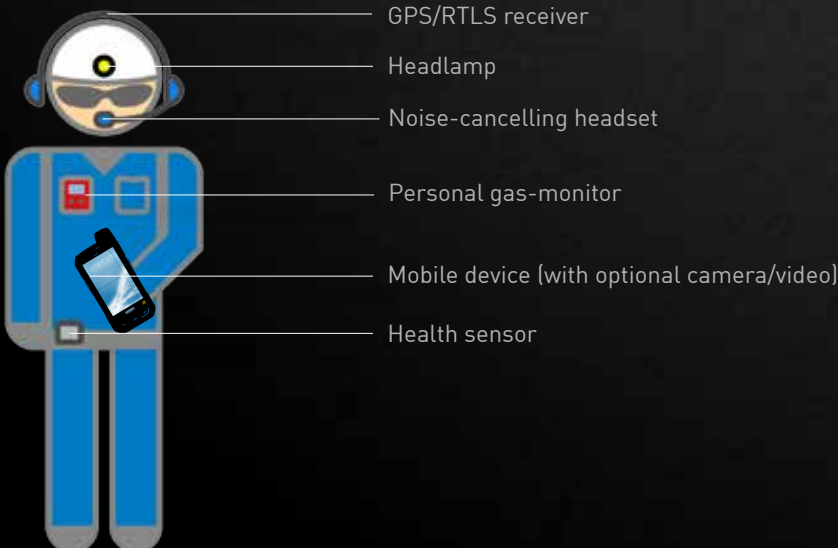 GPS/RTLS receiver
Headlamp
Noise-cancelling headset
Personal gas-monitor
Mobile device (with optional camera/video)
Health sensor